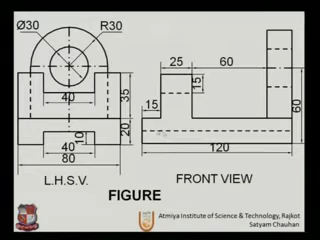 Ø30
R30
25
60
15
40
35
15
60
20
10
40
80
120
L.H.S.V.
FRONT VIEW
FIGURE
Atmiya Institute of Science & Technology, Rajkot
Satyam Chauhan